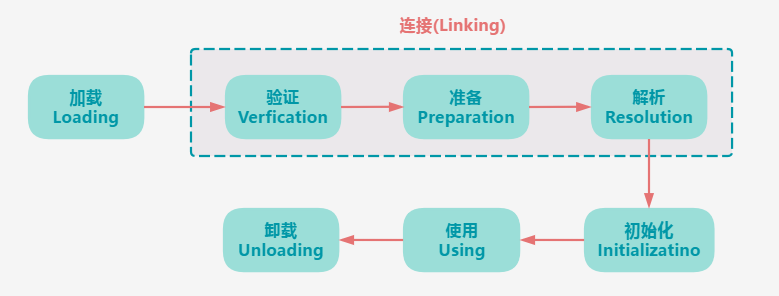 连接(Linking)
加载
Loading
验证
Verfication
准备
Preparation
解析
Resolution
卸载
Unloading
使用
Using
初始化
Initializatino